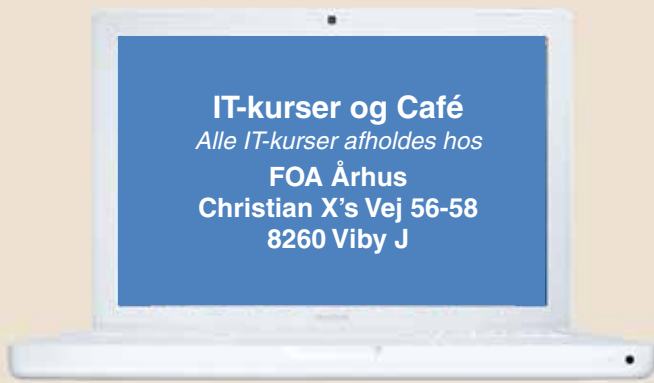 IT-kurser og Café
Alle IT-kurser afholdes hos
FOA Århus
Christian X's Vej 56-58
8260 Viby J